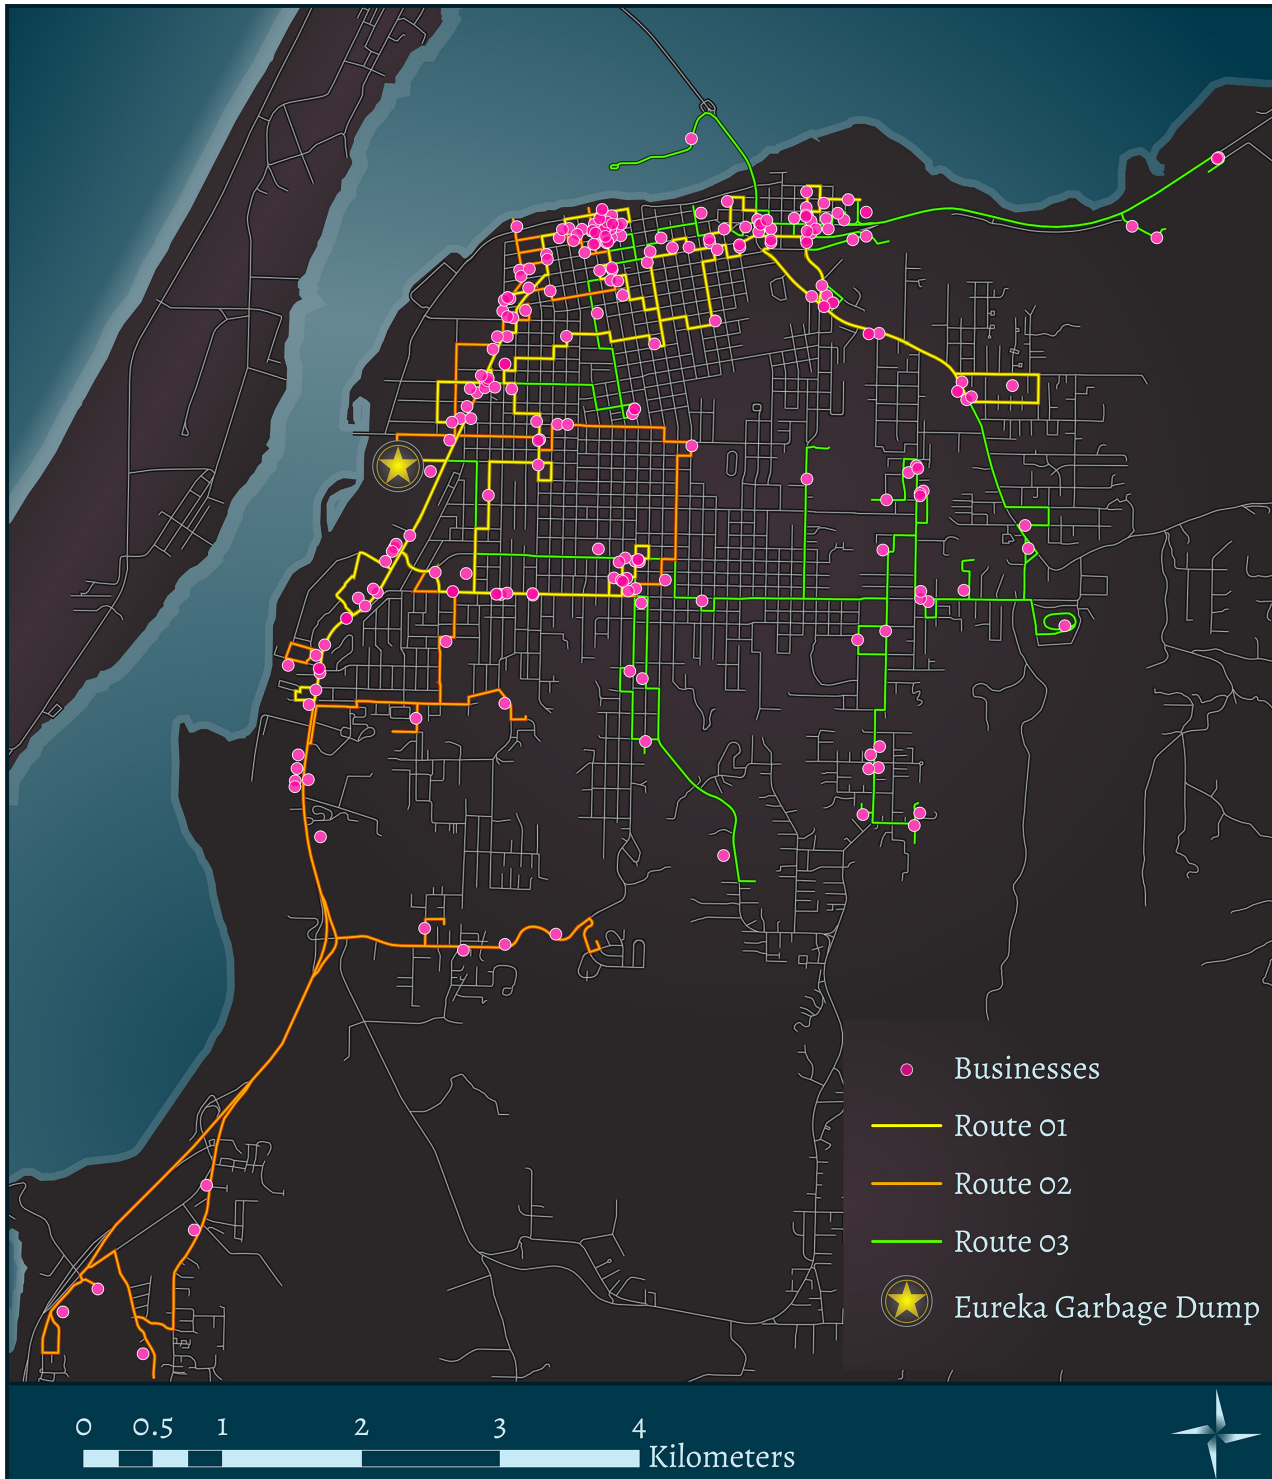 Businesses
Route 01
Route 02
Route 03
Eureka Garbage Dump
0 0.5 1 2 3 4
Kilometers